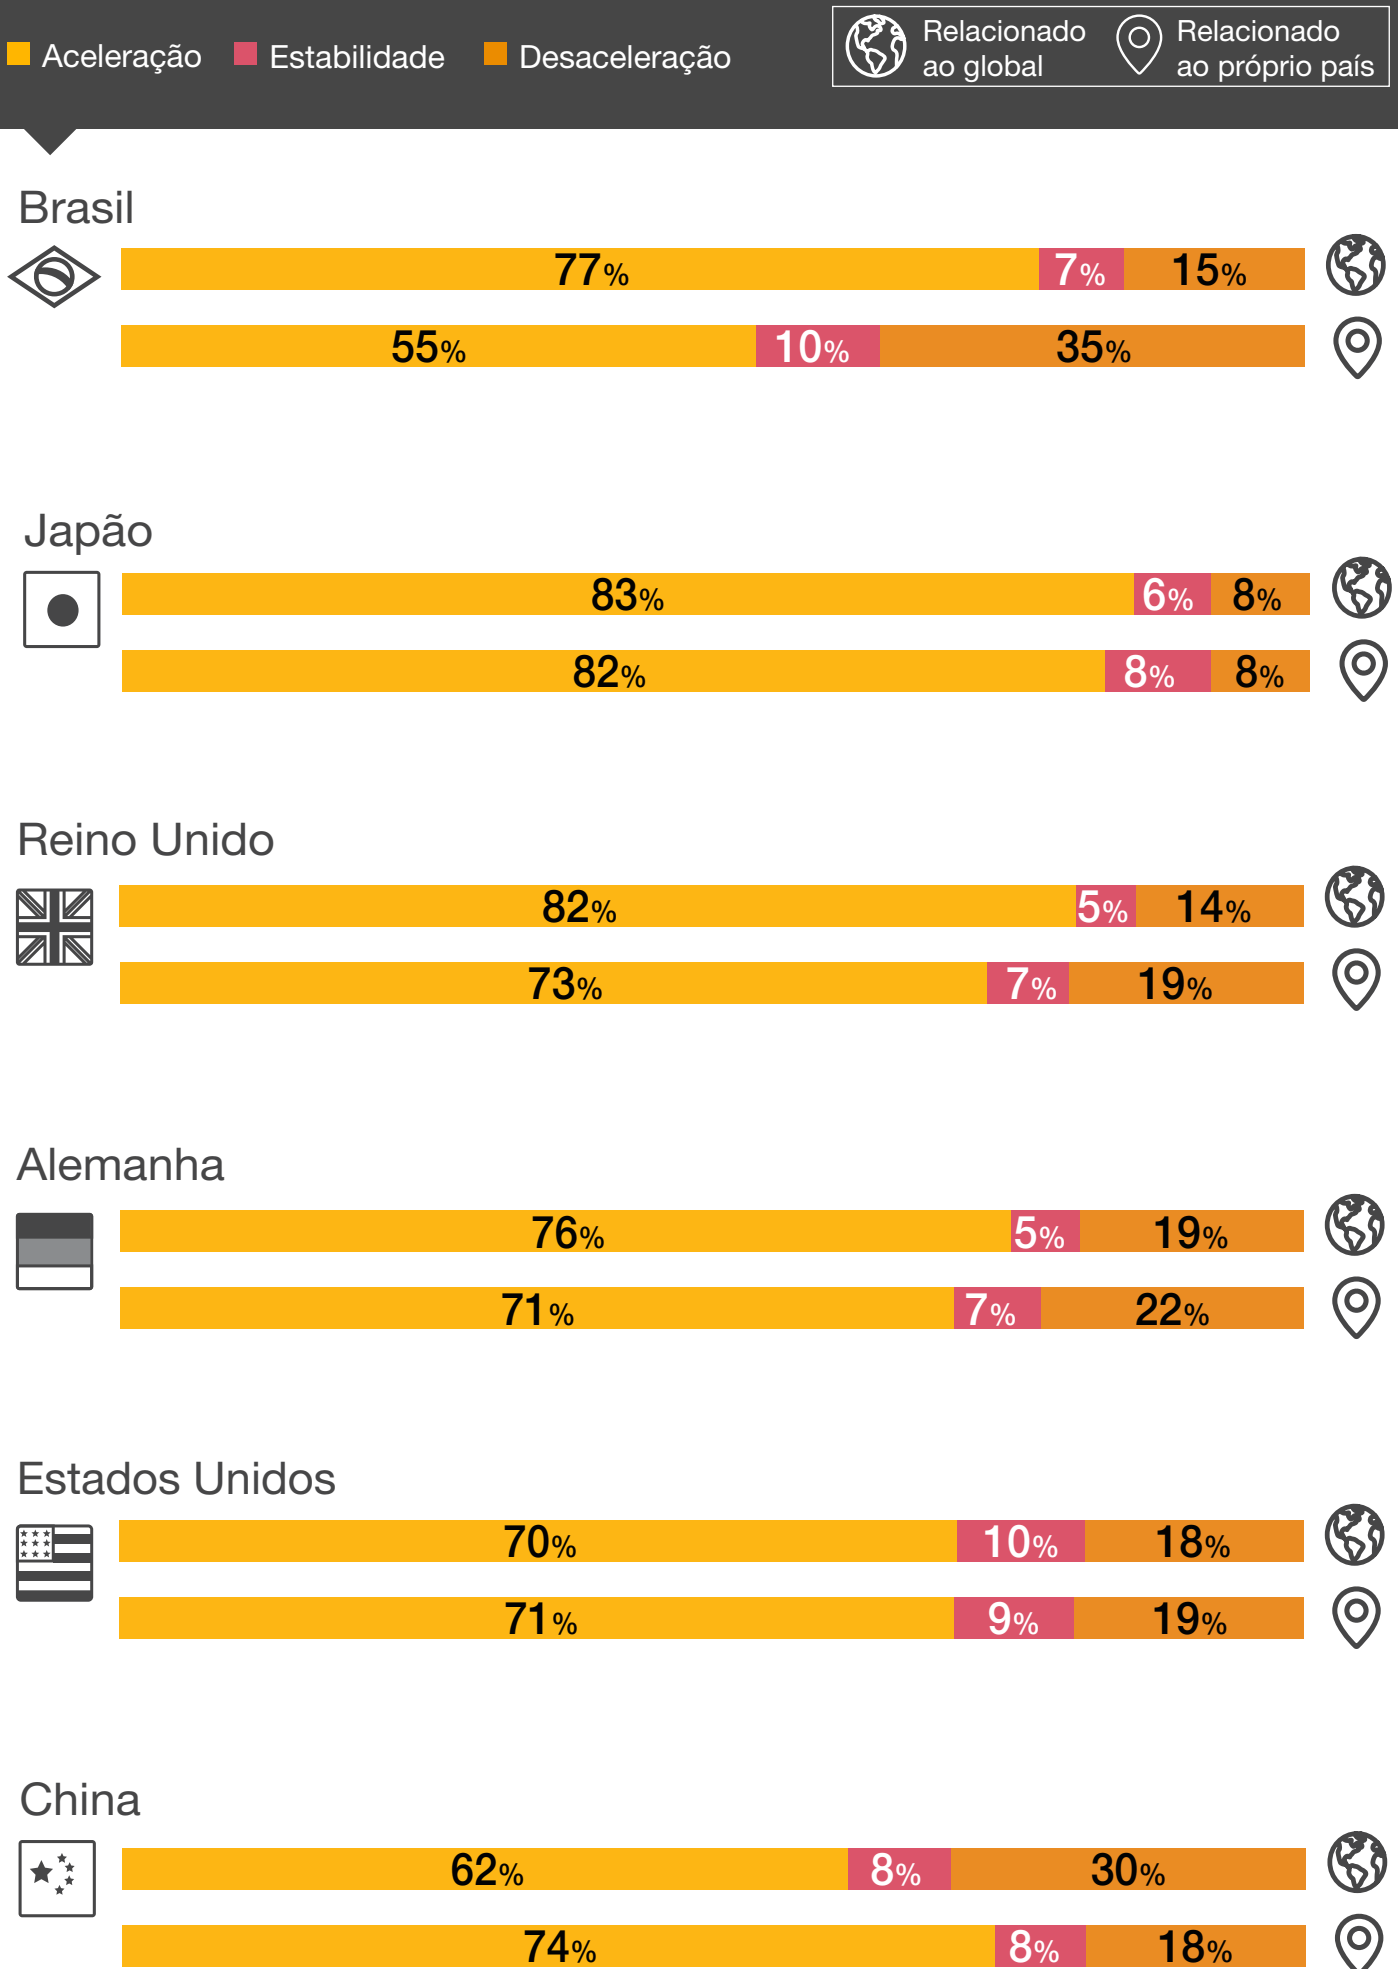 Aceleração Estabilidade Desaceleração
Relacionado
ao global
Relacionado
ao próprio país
Brasil
77% 7% 15%
55% 10% 35%
Japão
83% 6% 8%
82% 8% 8%
Reino Unido
82% 5% 14%
73% 7% 19%
Alemanha
76% 5% 19%
71% 7% 22%
Estados Unidos
70% 10% 18%
71% 9% 19%
China
62% 8% 30%
74% 8% 18%